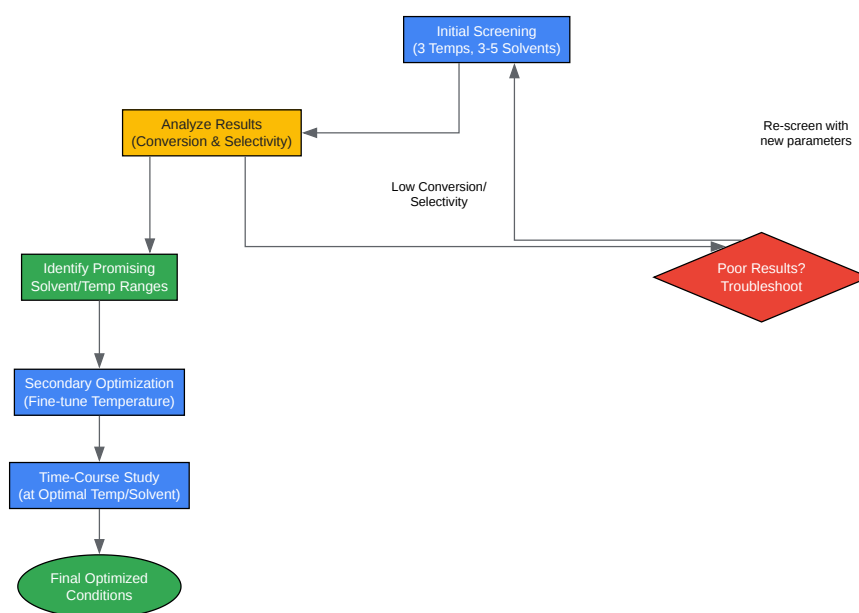 Initial Screening
(3 Temps, 3-5 Solvents)
Analyze Results
(Conversion & Selectivity)
Re-screen with
new parameters
Low Conversion/
Selectivity
Identify Promising
Solvent/Temp Ranges
Poor Results?
Troubleshoot
Secondary Optimization
(Fine-tune Temperature)
Time-Course Study
(at Optimal Temp/Solvent)
Final Optimized
Conditions